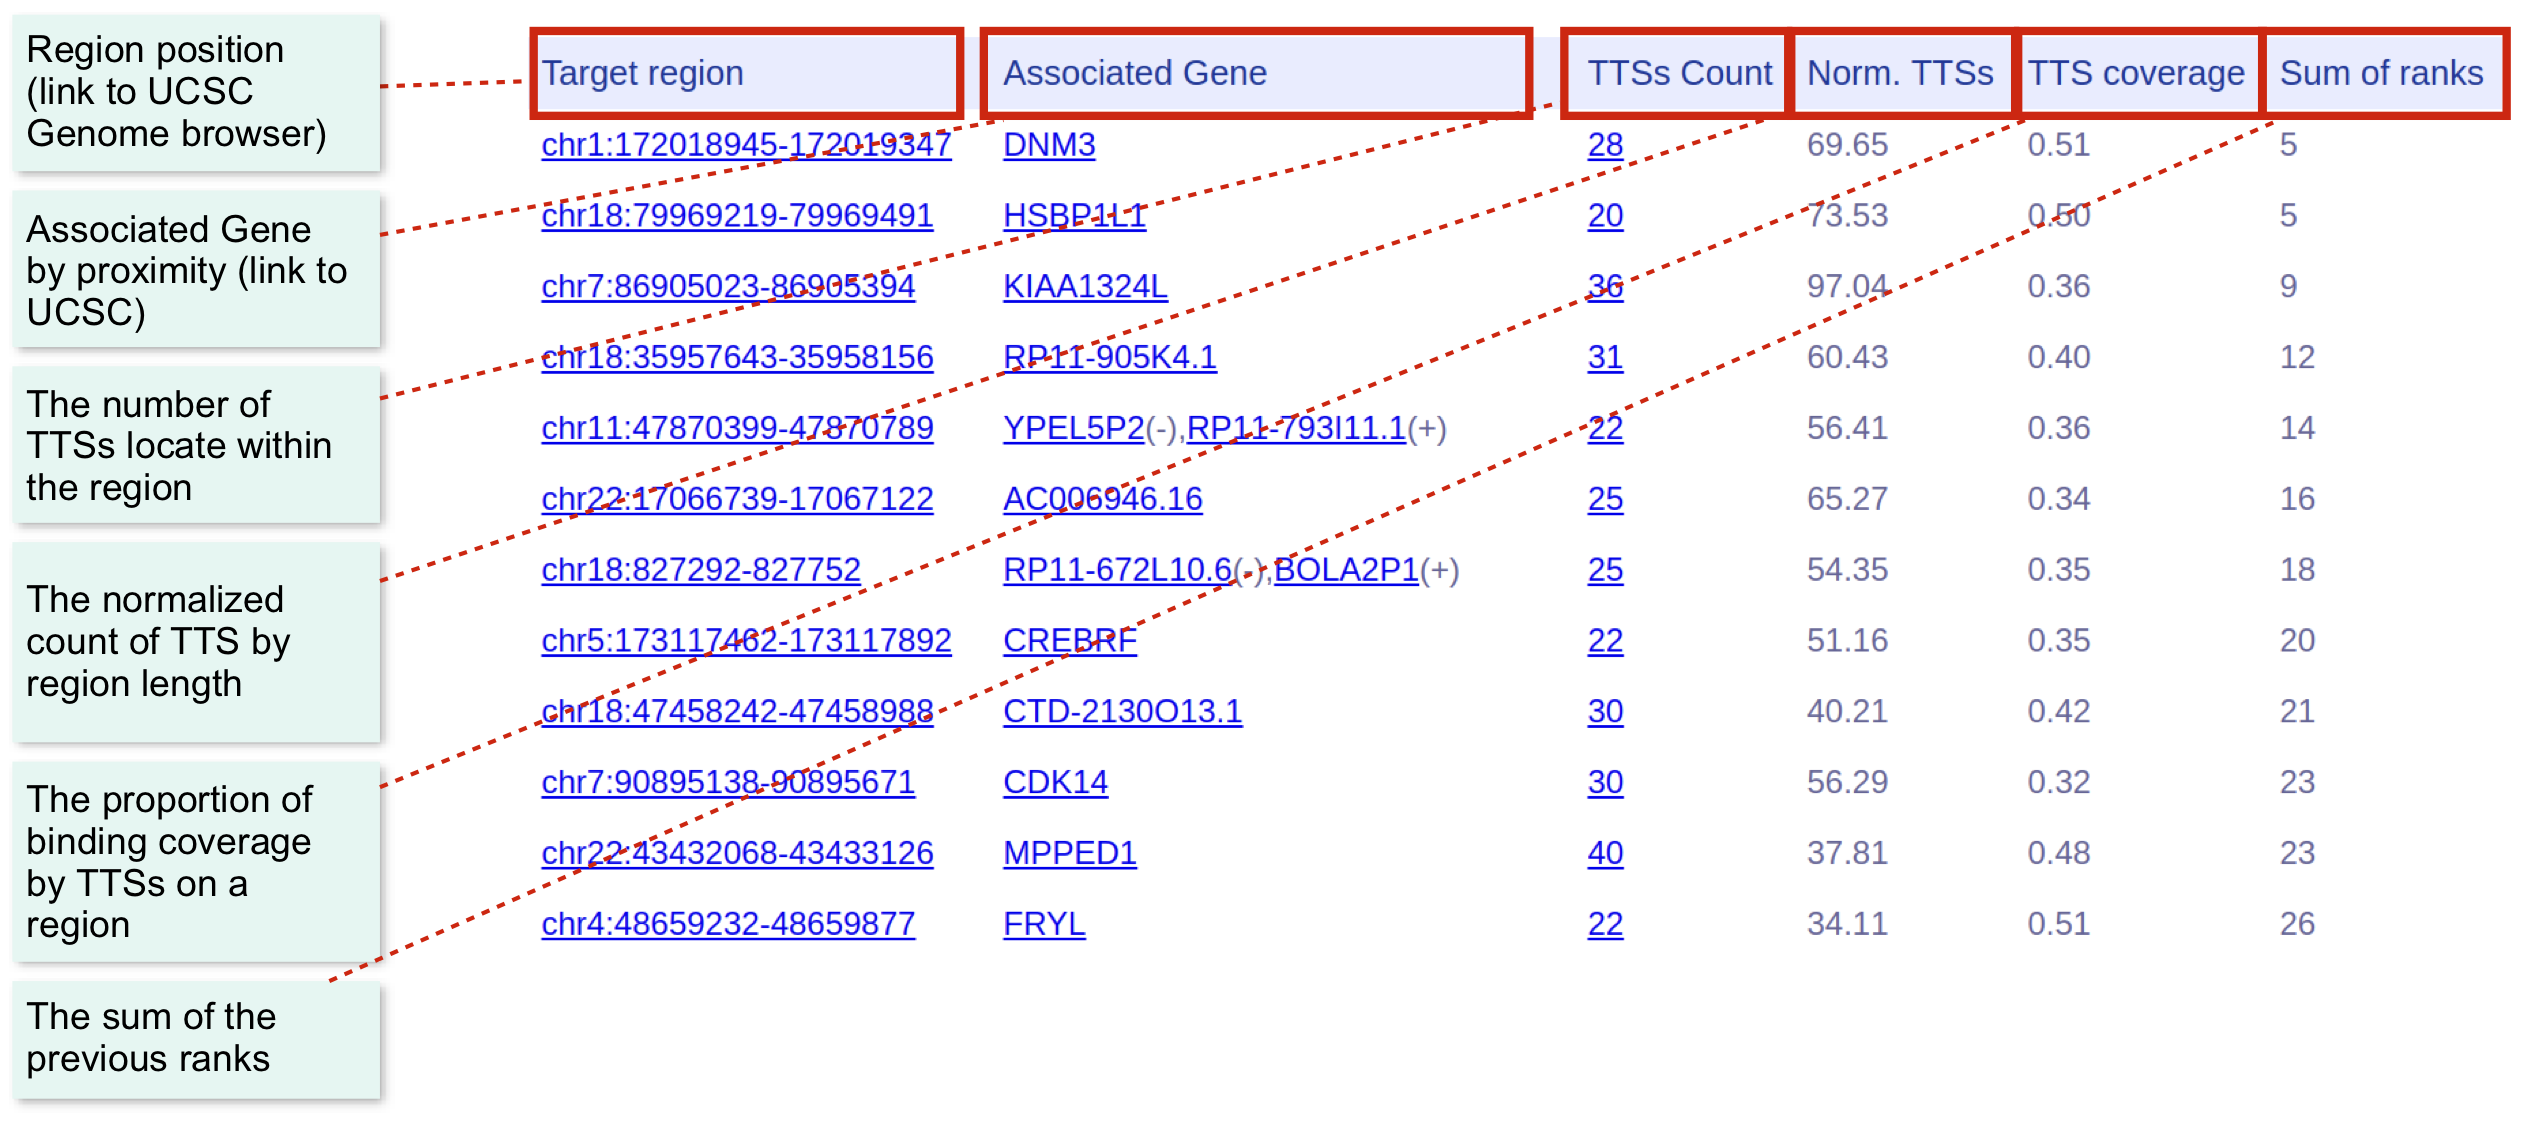 Region position
(link to UCSC
Genome browser)
Associated Gene
by proximity (link to
UCSC)
The number of
TTSs locate within
the region
The normalized
count of TTS by
region length
The proportion of
binding coverage
by TTSs on a
region
The sum of the
previous ranks
Target region Associated Gene TTSs Count Norm. TTSs TTS coverage Sum of ranks
chr1:172018945-172019347 DNM3 28 69.65 0.51 5
chr18:79969219-79969491 HSBP1L1 20 73.53 0.50 5
chr7:86905023-86905394 KIAA1324L 36 97.04 0.36 9
chr18:35957643-35958156 RP11-905K4.1 31 60.43 0.40 12
chr11:47870399-47870789 YPEL5P2(-),RP11-793I11.1(+) 22 56.41 0.36 14
chr22:17066739-17067122 AC006946.16 25 65.27 0.34 16
chr18:827292-827752 RP11-672L10.6(-),BOLA2P1(+) 25 54.35 0.35 18
chr5:173117462-173117892 CREBRF 22 51.16 0.35 20
chr18:47458242-47458988 CTD-2130O13.1 30 40.21 0.42 21
chr7:90895138-90895671 CDK14 30 56.29 0.32 23
chr22:43432068-43433126 MPPED1 40 37.81 0.48 23
chr4:48659232-48659877 FRYL 22 34.11 0.51 26